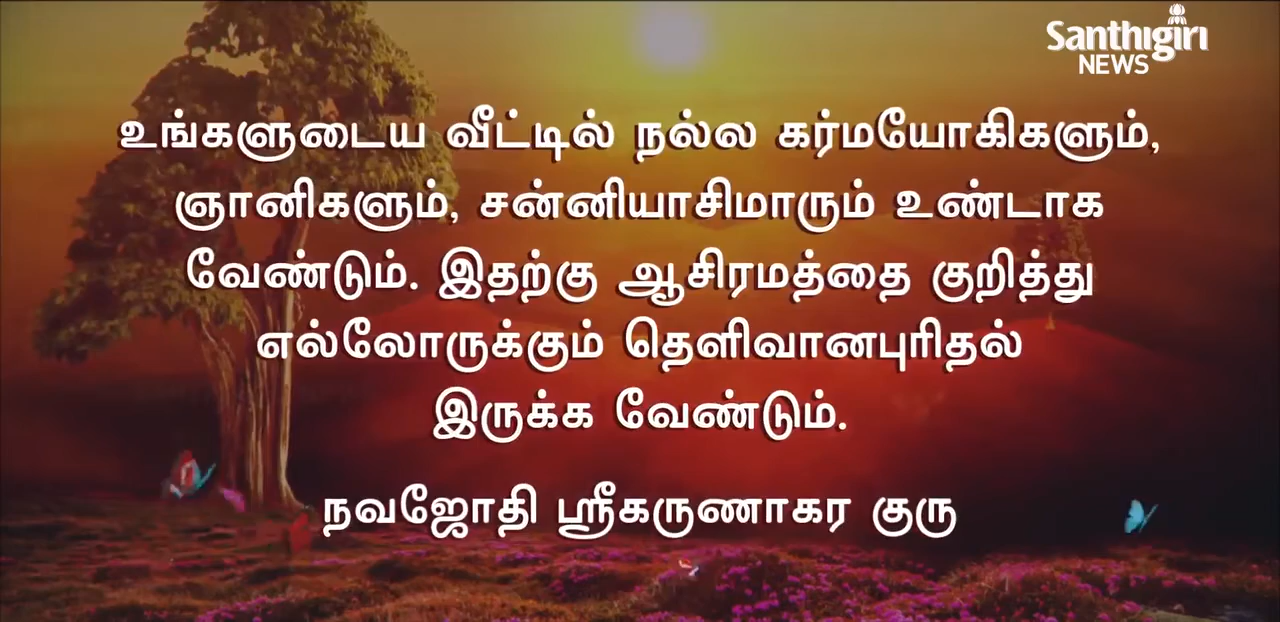 Santhigiri
NEWS
உங்களுடைய வீட்டில் நல்ல கர்மயோகிகளும்,
ஞானிகளும், சன்னியாசிமாரும் உண்டாக
வேண்டும். இதற்கு ஆசிரமத்தை குறித்து
எல்லோருக்கும் தெளிவானபுரிதல்
இருக்க வேண்டும்.
நவஜோதி ஸ்ரீகருணாகர குரு